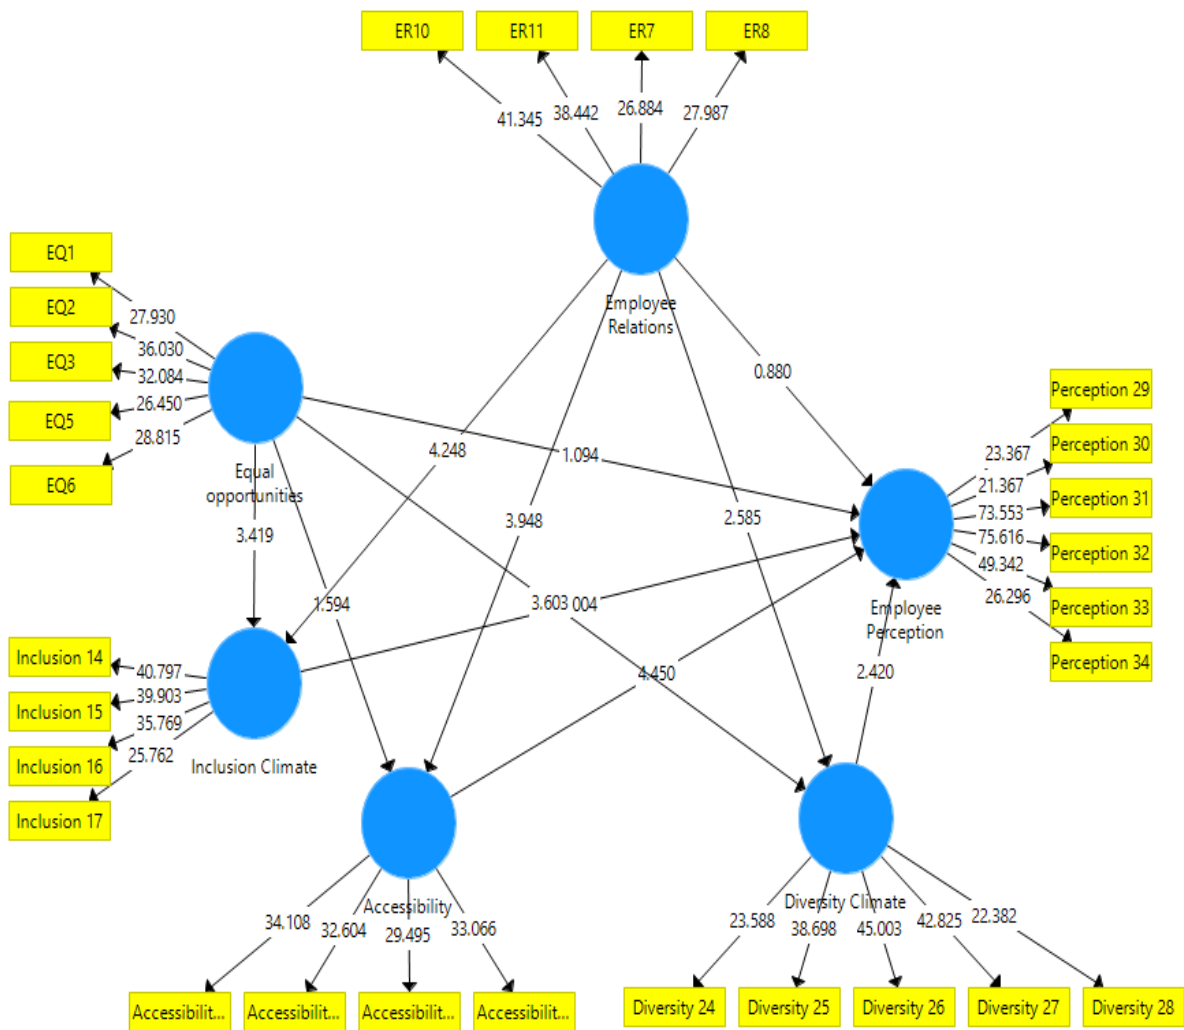 ER10
ER11
ER7
ER8
41.345
38.442
26.884
27.987
Employee
Relations
EQ1
EQ2
EQ3
EQ5
EQ6
27.930
36.030
32.084
26.450
28.815
Equal
opportunities
0.880
4.248
1.094
3.948
2.585
3.419
1.594
3.603
004
4.450
2.420
Perception 29
Perception 30
Perception 31
Perception 32
Perception 33
Perception 34
23.367
21.367
73.553
75.616
49.342
26.296
Employee
Perception
Inclusion 14
Inclusion 15
Inclusion 16
Inclusion 17
40.797
39.903
35.769
25.762
Inclusion Climate
Accessibility
34.108
32.604
29.495
33.066
Accessibilit...
Accessibilit...
Accessibilit...
Accessibilit...
Diversity Climate
23.588
38.698
45.003
42.825
22.382
Diversity 24
Diversity 25
Diversity 26
Diversity 27
Diversity 28